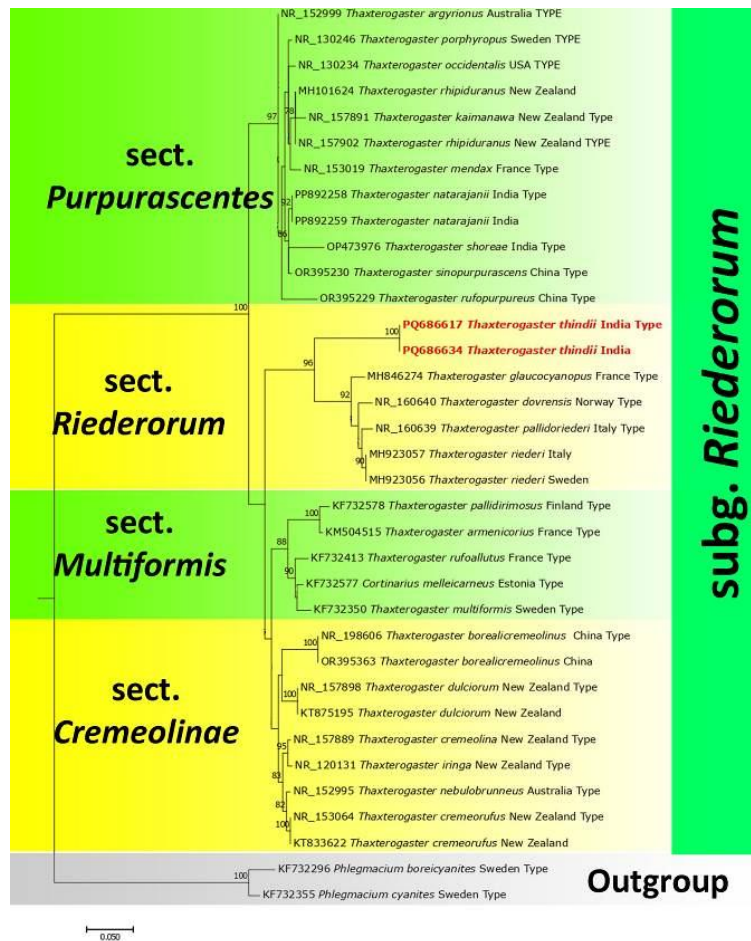 NR_152999 Thaxterogaster argyrionus Australia TYPE
NR_130246 Thaxterogaster porphyropus Sweden TYPE
NR_130234 Thaxterogaster occidentalis USA TYPE
MH101624 Thaxterogaster rhipiduranus New Zealand
78
NR_157891 Thaxterogaster kaimanawa New Zealand Type
97
NR_157902 Thaxterogaster rhipiduranus New Zealand TYPE
sect.
Purpurascentes
NR_153019 Thaxterogaster mendax France Type
PP892258 Thaxterogaster natarajanii India Type
92
PP892259 Thaxterogaster natarajanii India
86
OP473976 Thaxterogaster shoreae India Type
OR395230 Thaxterogaster sinopurpurascens China Type
OR395229 Thaxterogaster rufopurpureus China Type
100
PQ686617 Thaxterogaster thindii India Type
100
PQ686634 Thaxterogaster thindii India
96
sect.
Riederorum
MH846274 Thaxterogaster glaucocyanopus France Type
92
NR_160640 Thaxterogaster dovrensis Norway Type
NR_160639 Thaxterogaster pallidoriederi Italy Type
MH923057 Thaxterogaster riederi Italy
90
MH923056 Thaxterogaster riederi Sweden
sect.
Multiformis
KF732578 Thaxterogaster pallidirimosus Finland Type
100
KM504515 Thaxterogaster armenicorius France Type
88
KF732413 Thaxterogaster rufoallutus France Type
90
KF732577 Cortinarius melleicarneus Estonia Type
KF732350 Thaxterogaster multiformis Sweden Type
sect.
Cremeolinae
NR_198606 Thaxterogaster borealicremeolinus China Type
100
OR395363 Thaxterogaster borealicremeolinus China
NR_157898 Thaxterogaster dulciorum New Zealand Type
100
KT875195 Thaxterogaster dulciorum New Zealand
NR_157889 Thaxterogaster cremeolina New Zealand Type
95
NR_120131 Thaxterogaster iringa New Zealand Type
83
NR_152995 Thaxterogaster nebulobrunneus Australia Type
82
NR_153064 Thaxterogaster cremeorufus New Zealand Type
100
KT833622 Thaxterogaster cremeorufus New Zealand
subg. Riederorum
KF732296 Phlegmacium boreicyanites Sweden Type
100
KF732355 Phlegmacium cyanites Sweden Type
Outgroup
0.050